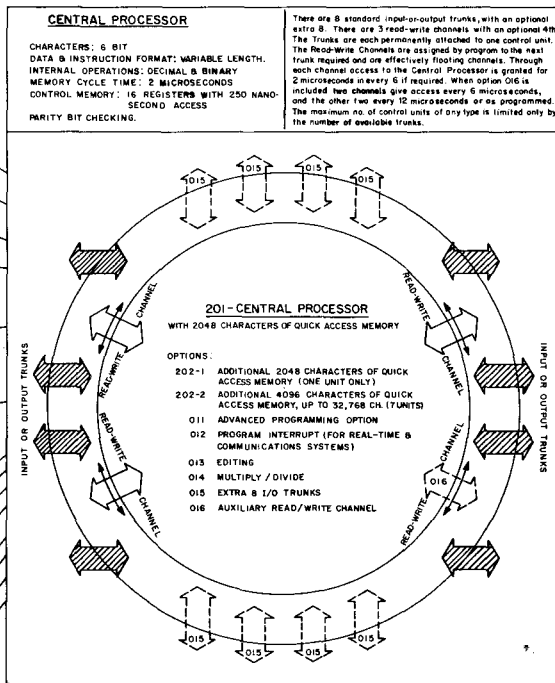 CENTRAL PROCESSOR
CHARACTERS: 6 BIT
DATA & INSTRUCTION FORMAT: VARIABLE LENGTH.
INTERNAL OPERATIONS: DECIMAL & BINARY
MEMORY CYCLE TIME: 2 MICROSECONDS
CONTROL MEMORY: 16 REGISTERS WITH 250 NANO-
SECOND ACCESS
PARITY BIT CHECKING.
There are 8 standard input-or-output trunks, with an optional
extra 8. There are 3 read-write channels with an optional 4th.
The Trunks are each permanently attached to one control unit.
The Read-Write Channels are assigned by program to the next
trunk required and are effectively floating channels. Through
each channel access to the Central Processor is granted for
2 microseconds in every 6 if required. When option 016 is
included two channels give access every 6 microseconds,
and the other two every 12 microseconds or as programmed.
The maximum no. of control units of any type is limited only by
the number of available trunks.
015
015
015
015
READ-WRITE CHANNEL
READ-WRITE CHANNEL
INPUT OR OUTPUT TRUNKS
INPUT OR OUTPUT TRUNKS
201-CENTRAL PROCESSOR
WITH 2048 CHARACTERS OF QUICK ACCESS MEMORY
OPTIONS:
202-1 ADDITIONAL 2048 CHARACTERS OF QUICK
ACCESS MEMORY (ONE UNIT ONLY)
202-2 ADDITIONAL 4096 CHARACTERS OF QUICK
ACCESS MEMORY, UP TO 32,768 CH. (7UNITS)
011 ADVANCED PROGRAMMING OPTION
012 PROGRAM INTERRUPT (FOR REAL-TIME &
COMMUNICATIONS SYSTEMS)
013 EDITING
014 MULTIPLY / DIVIDE
015 EXTRA 8 I/O TRUNKS
016 AUXILIARY READ/WRITE CHANNEL
READ-WRITE CHANNEL
READ-WRITE CHANNEL
016
015
015
015
015